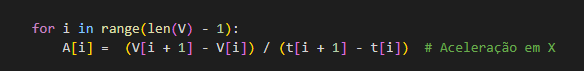 for i in range(len(V) - 1):
    A[i] =  (V[i + 1] - V[i]) / (t[i + 1] - t[i])  # Aceleração em X